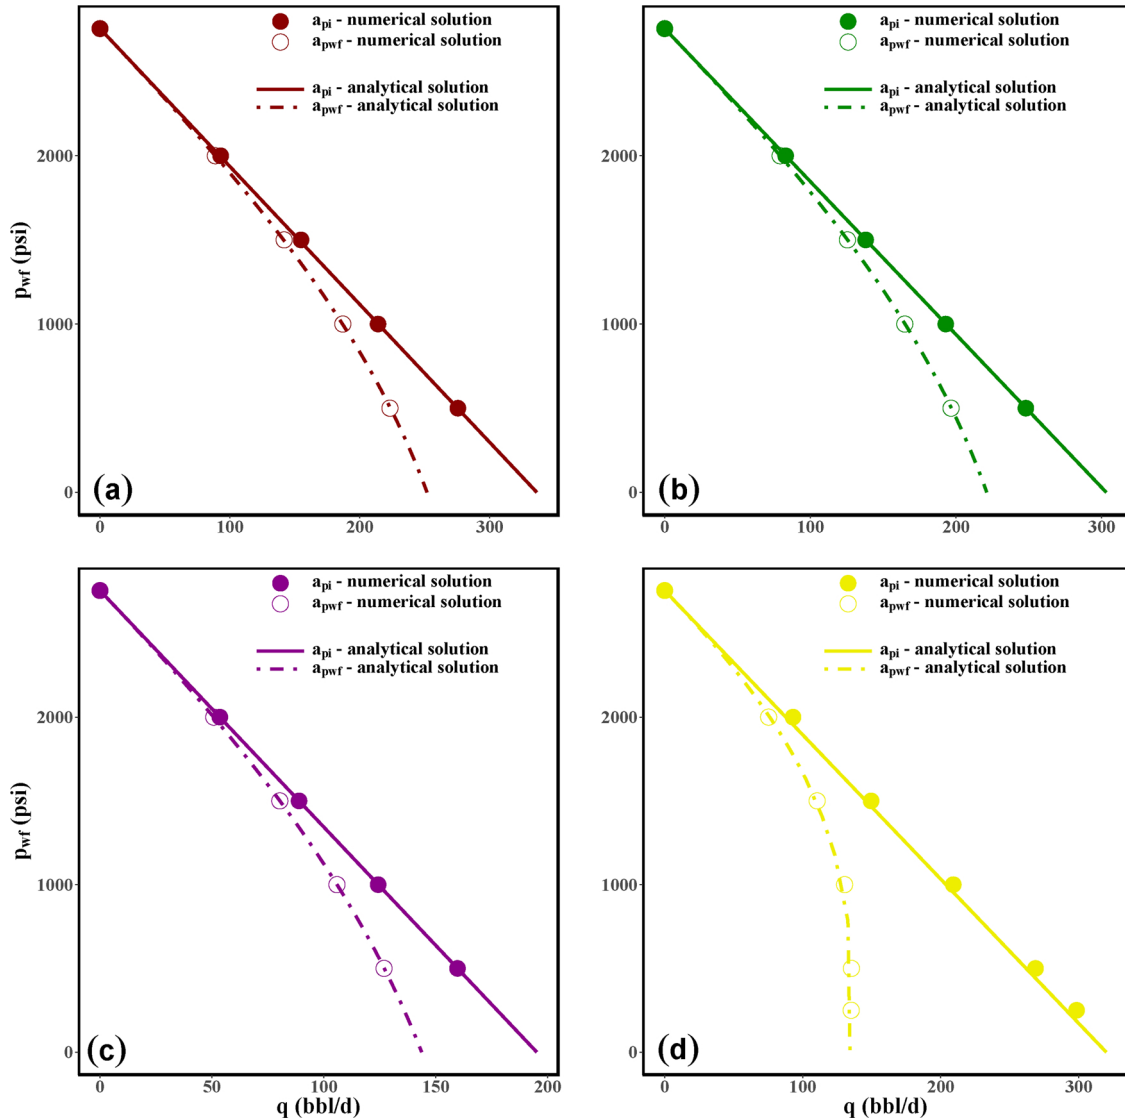 a_pi - numerical solution
a_pwf - numerical solution
a_pi - analytical solution
a_pwf - analytical solution
2000
1000
0
p_wf (psi)
(a)
0 100 200 300
a_pi - numerical solution
a_pwf - numerical solution
a_pi - analytical solution
a_pwf - analytical solution
2000
1000
0
(b)
0 100 200 300
a_pi - numerical solution
a_pwf - numerical solution
a_pi - analytical solution
a_pwf - analytical solution
2000
1000
0
p_wf (psi)
(c)
0 50 100 150 200
q (bbl/d)
a_pi - numerical solution
a_pwf - numerical solution
a_pi - analytical solution
a_pwf - analytical solution
2000
1000
0
(d)
0 100 200 300
q (bbl/d)